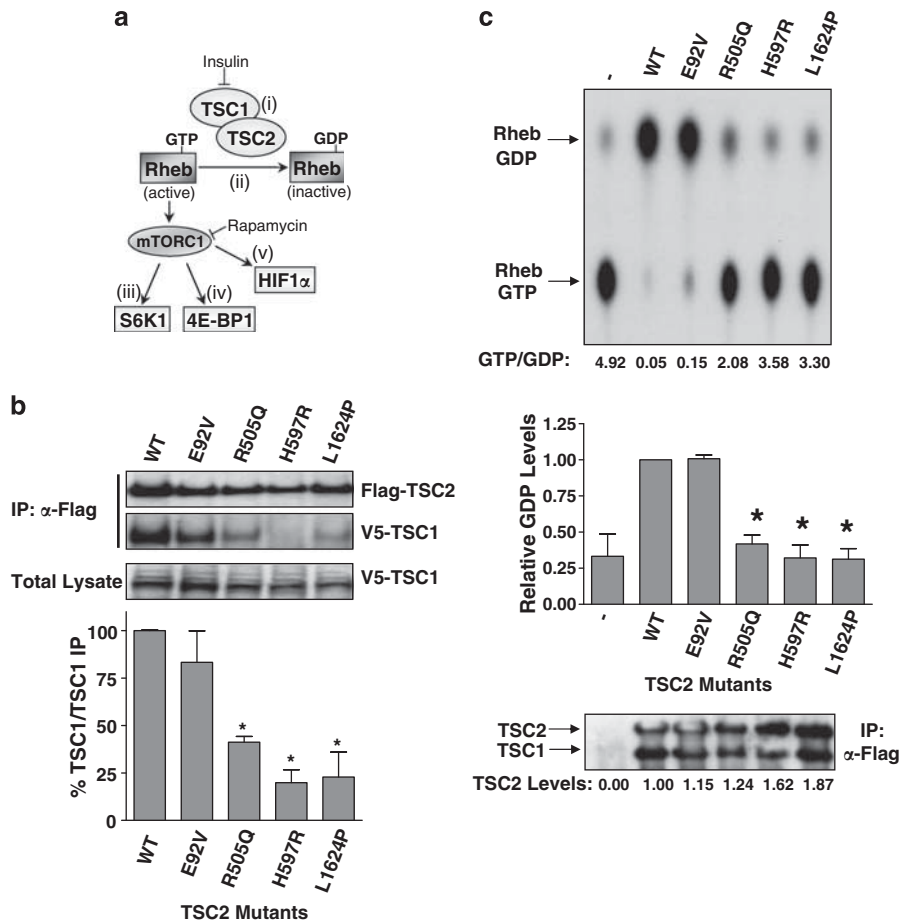 a
Insulin
TSC1 (i)
TSC2
GTP
GDP
Rheb
Rheb
(active)
(ii)
(inactive)
mTORC1
Rapamycin
(v)
HIF1α
(iii)
(iv)
S6K1
4E-BP1
b
WT
E92V
R505Q
H597R
L1624P
IP: α-Flag
Flag-TSC2
V5-TSC1
Total Lysate
V5-TSC1
% TSC1/TSC1 IP
100
75
50
25
0
* * *
WT
E92V
R505Q
H597R
L1624P
TSC2 Mutants
c
-
WT
E92V
R505Q
H597R
L1624P
Rheb
GDP
Rheb
GTP
GTP/GDP: 4.92 0.05 0.15 2.08 3.58 3.30
Relative GDP Levels
1.25
1.00
0.75
0.50
0.25
0.00
* * *
-
WT
E92V
R505Q
H597R
L1624P
TSC2 Mutants
TSC2
TSC1
IP:
α-Flag
TSC2 Levels: 0.00 1.00 1.15 1.24 1.62 1.87